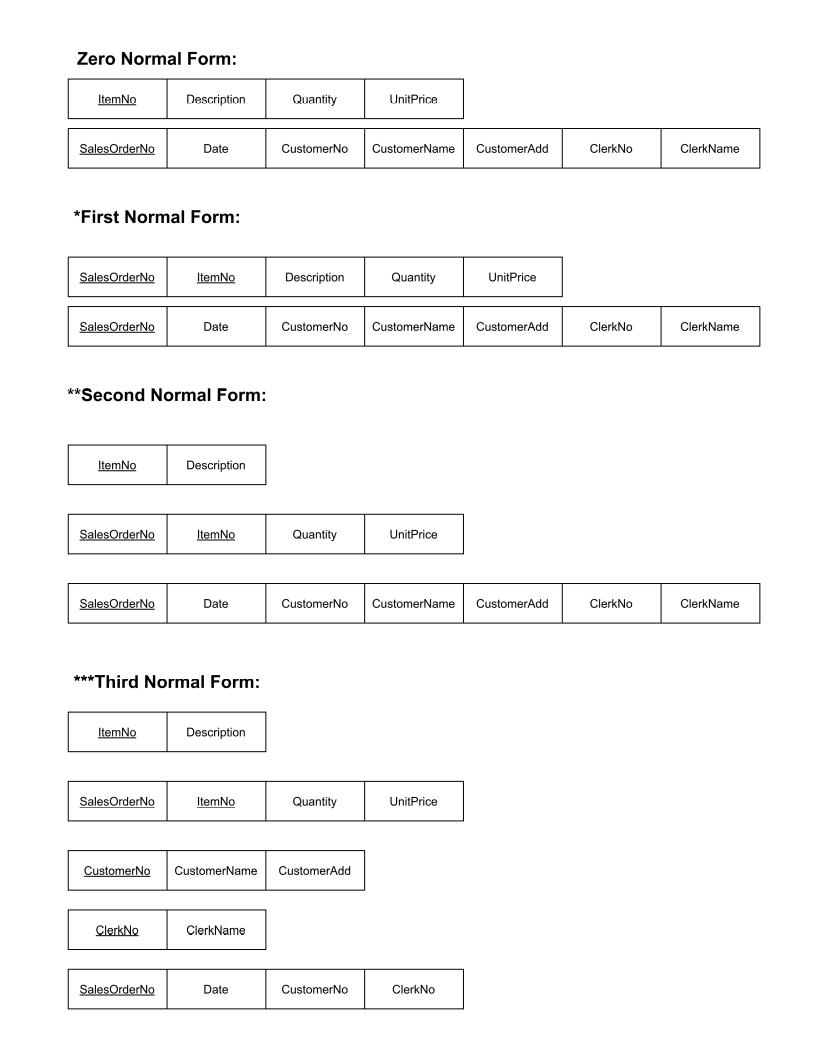 Zero Normal Form:
ItemNo Description Quantity UnitPrice
SalesOrderNo Date CustomerNo CustomerName CustomerAdd ClerkNo ClerkName
*First Normal Form:
SalesOrderNo ItemNo Description Quantity UnitPrice
SalesOrderNo Date CustomerNo CustomerName CustomerAdd ClerkNo ClerkName
**Second Normal Form:
ItemNo Description
SalesOrderNo ItemNo Quantity UnitPrice
SalesOrderNo Date CustomerNo CustomerName CustomerAdd ClerkNo ClerkName
***Third Normal Form:
ItemNo Description
SalesOrderNo ItemNo Quantity UnitPrice
CustomerNo CustomerName CustomerAdd
ClerkNo ClerkName
SalesOrderNo Date CustomerNo ClerkNo